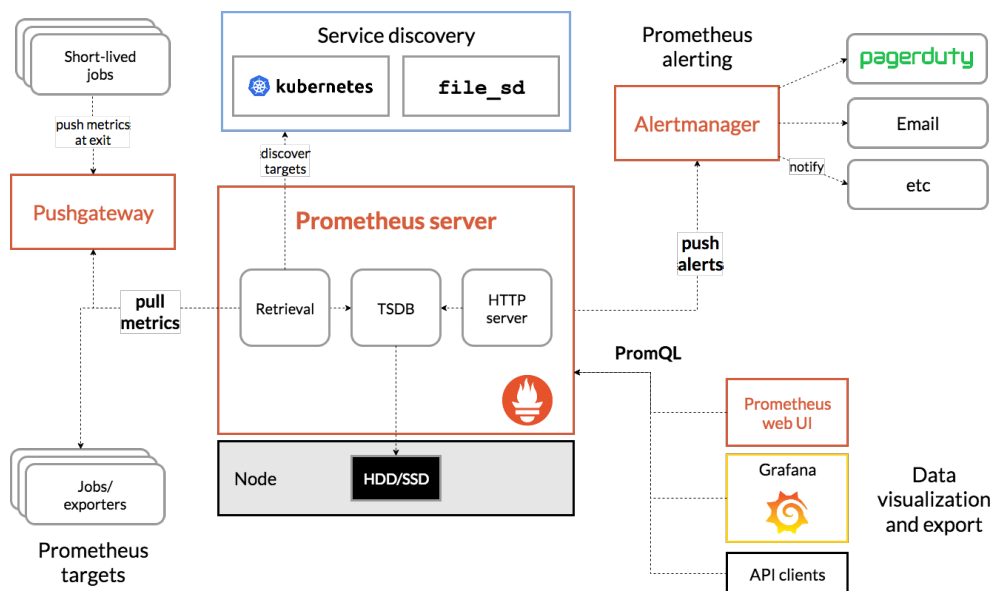 Short-lived
jobs
push metrics
at exit
Pushgateway
pull
metrics
Jobs/
exporters
Prometheus
targets
Service discovery
kubernetes
file_sd
discover
targets
Prometheus server
Retrieval
TSDB
HTTP
server
Node
HDD/SSD
Prometheus
alerting
Alertmanager
pagerduty
Email
notify
etc
push
alerts
PromQL
Prometheus
web UI
Grafana
API clients
Data
visualization
and export